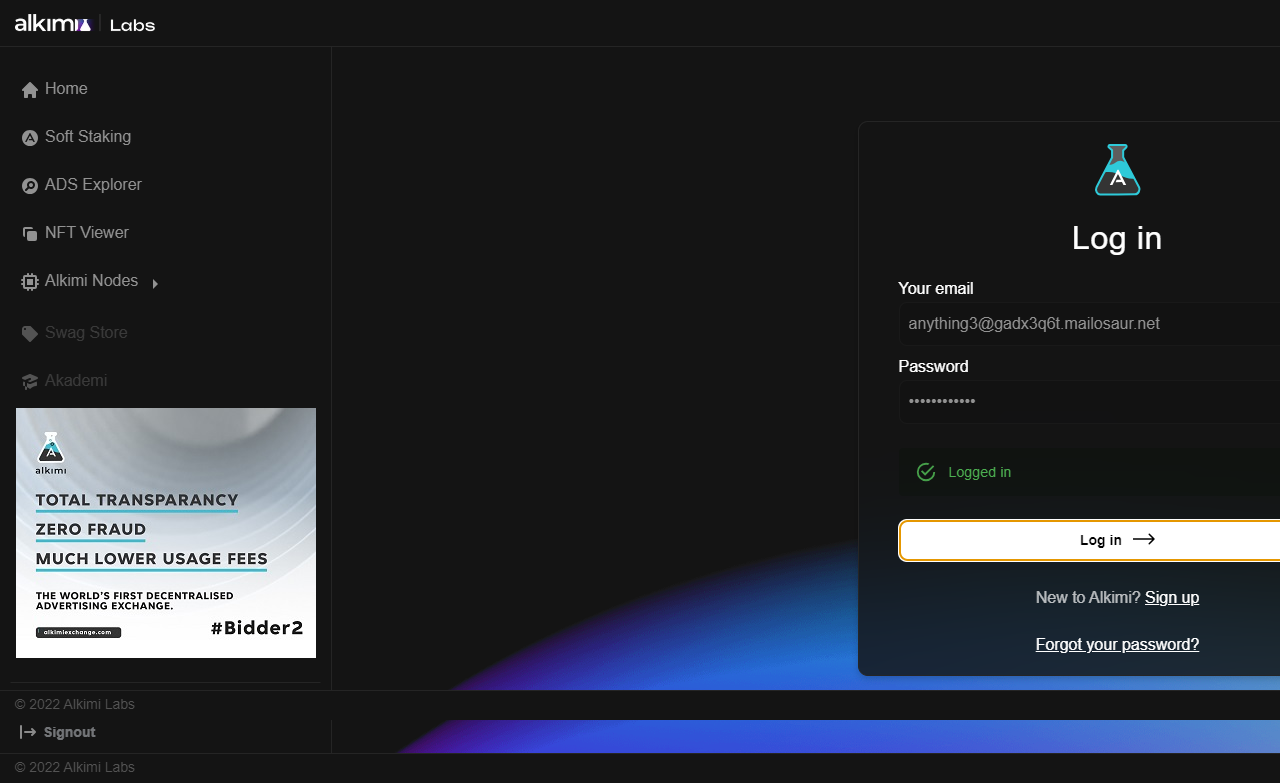 alkimi Labs
Home
Soft Staking
ADS Explorer
NFT Viewer
Alkimi Nodes
Swag Store
Akademi
alkimi
TOTAL TRANSPARANCY
ZERO FRAUD
MUCH LOWER USAGE FEES
THE WORLD'S FIRST DECENTRALISED
ADVERTISING EXCHANGE.
alkimiexchange.com
#Bidder2
© 2022 Alkimi Labs
Signout
© 2022 Alkimi Labs
A
Log in
Your email
anything3@gadx3q6t.mailosaur.net
Password
••••••••••••
Logged in
Log in →
New to Alkimi? Sign up
Forgot your password?